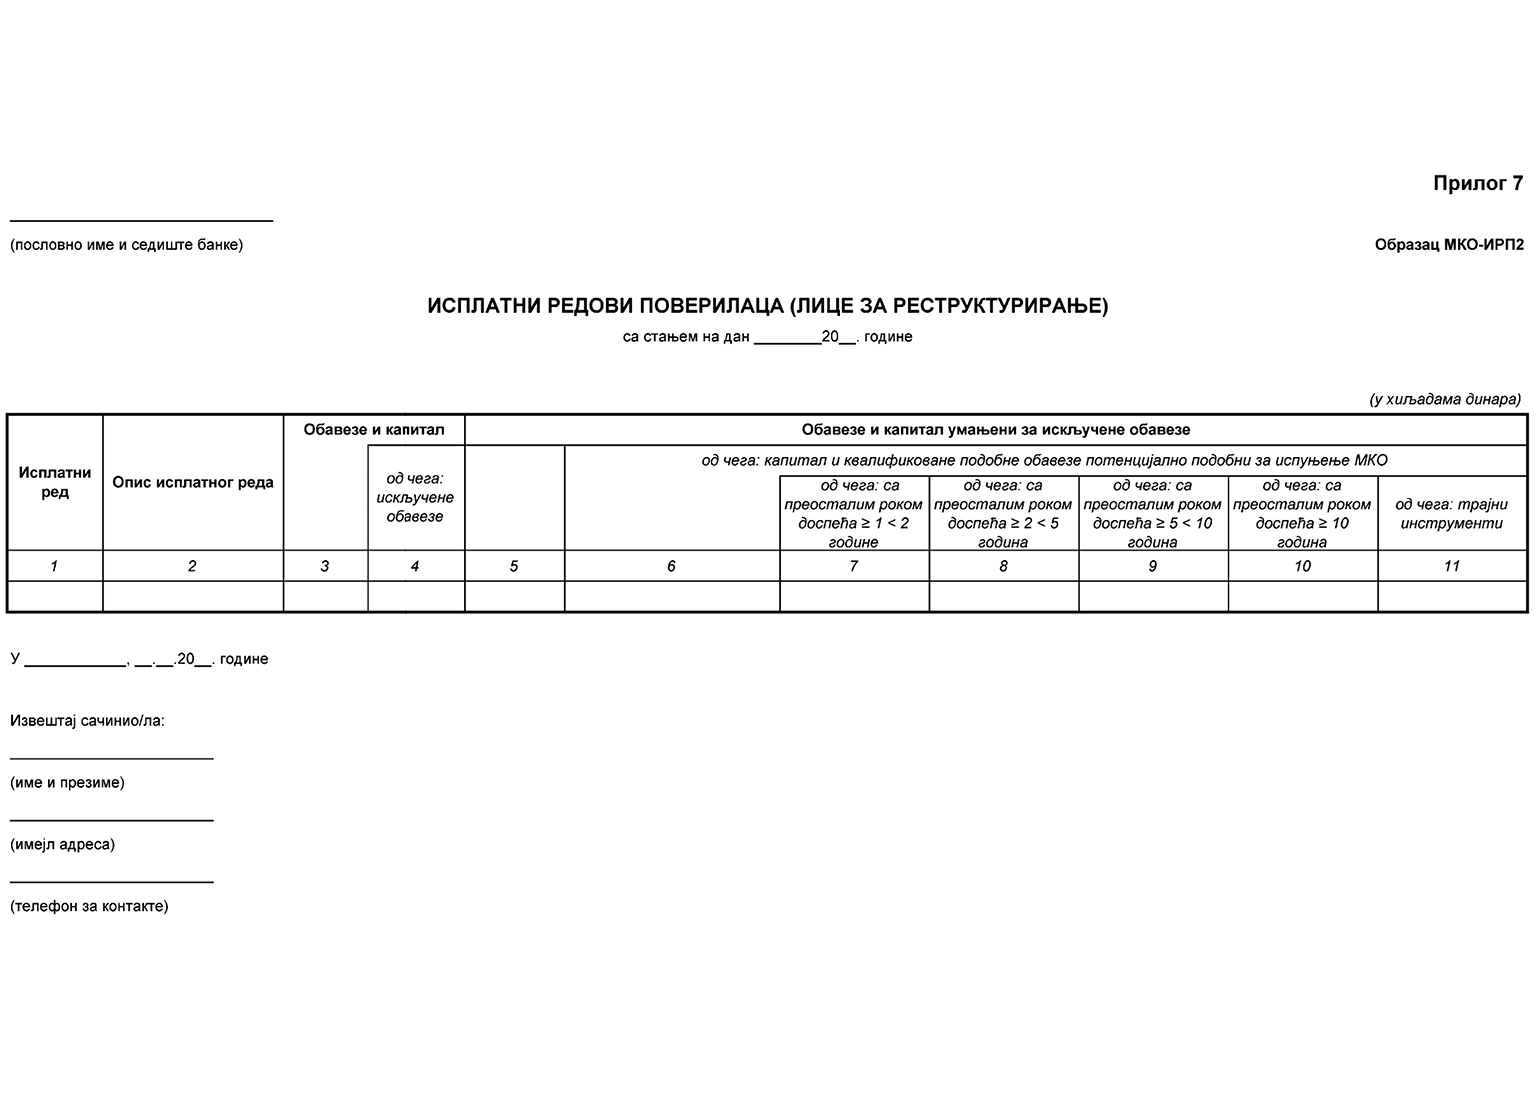 Прилог 7
____________________________
(пословно име и седиште банке)
Образац МКО-ИРП2
ИСПЛАТНИ РЕДОВИ ПОВЕРИЛАЦА (ЛИЦЕ ЗА РЕСТРУКТУРИРАЊЕ)
са стањем на дан ________20__. године
(у хиљадама динара)
Исплатни
ред
Опис исплатног реда
Обавезе и капитал
од чега:
искључене
обавезе
Обавезе и капитал умањени за искључене обавезе
од чега: капитал и квалификоване подобне обавезе потенцијално подобни за испуњење МКО
од чега: са
преосталим роком
доспећа ≥ 1 < 2
године
од чега: са
преосталим роком
доспећа ≥ 2 < 5
година
од чега: са
преосталим роком
доспећа ≥ 5 < 10
година
од чега: са
преосталим роком
доспећа ≥ 10
година
од чега: трајни
инструменти
1 2 3 4 5 6 7 8 9 10 11
У ____________, __.__.20__. године
Извештај сачинио/ла:
________________________
(име и презиме)
________________________
(имејл адреса)
________________________
(телефон за контакте)